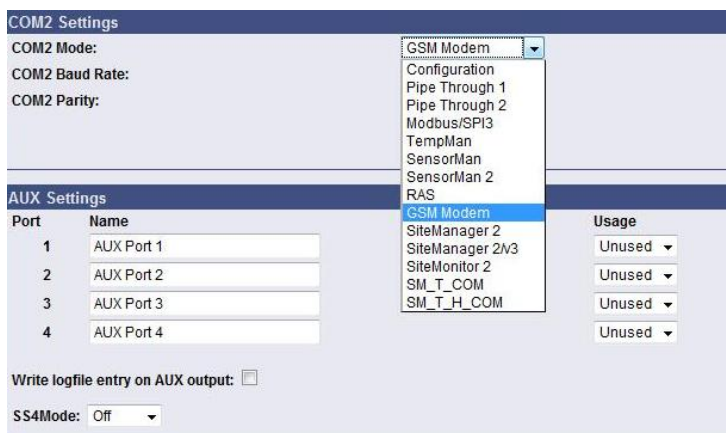 COM2 Settings
COM2 Mode: GSM Modem
COM2 Baud Rate:
COM2 Parity:
Configuration
Pipe Through 1
Pipe Through 2
Modbus/SPI3
TempMan
SensorMan
SensorMan 2
RAS
GSM Modem
SiteManager 2
SiteManager 2/v3
SiteMonitor 2
SM_T_COM
SM_T_H_COM
AUX Settings
Port Name Usage
1 AUX Port 1 Unused
2 AUX Port 2 Unused
3 AUX Port 3 Unused
4 AUX Port 4 Unused
Write logfile entry on AUX output:
SS4Mode: Off